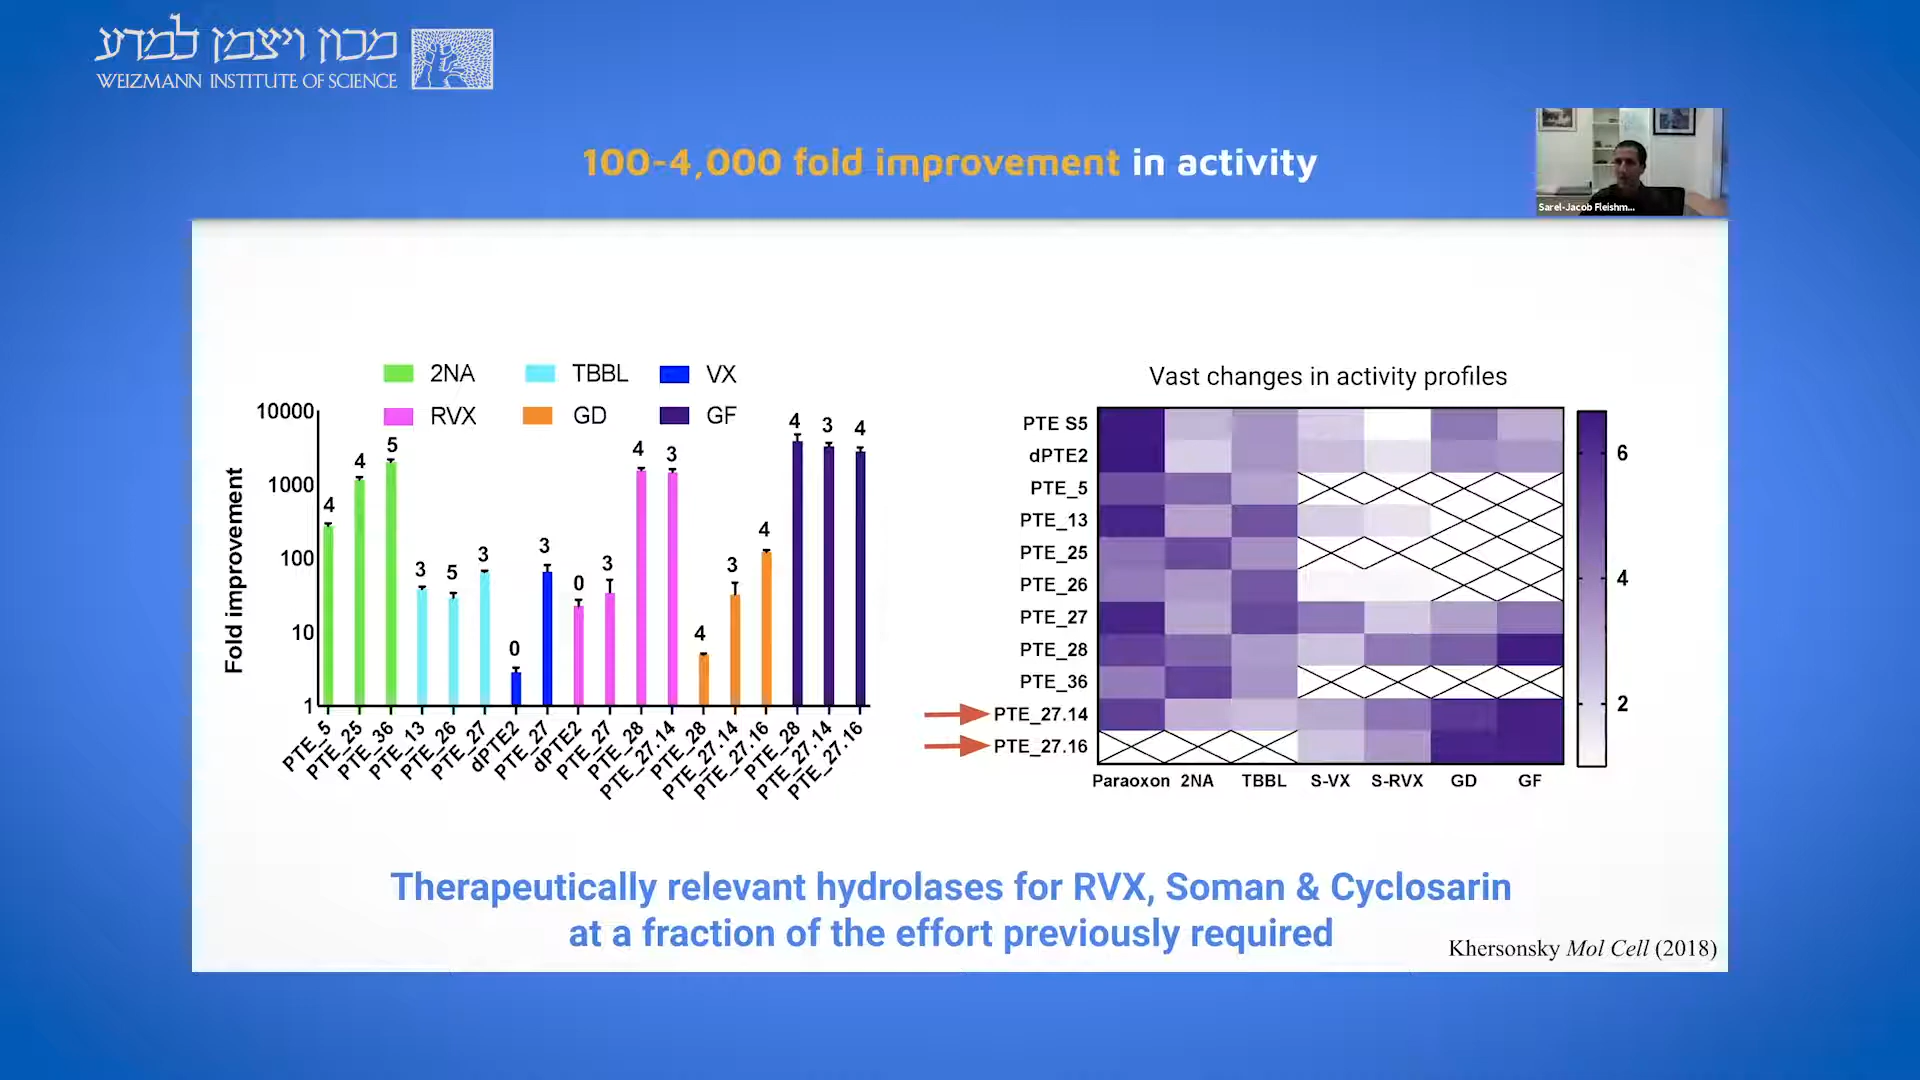 מכון ויצמן למדע
WEIZMANN INSTITUTE OF SCIENCE
100-4,000 fold improvement in activity
Sarel-Jacob Fleishm...
2NA
TBBL
VX
RVX
GD
GF
Fold improvement
10000
1000
100
10
1
4
4
5
3
5
3
0
3
0
3
4
3
4
3
4
4
3
4
PTE_5
PTE_25
PTE_36
PTE_13
PTE_26
PTE_27
dPTE2
PTE_27
dPTE2
PTE_27
PTE_28
PTE_27.14
PTE_28
PTE_27.14
PTE_27.16
PTE_28
PTE_27.14
PTE_27.16
Vast changes in activity profiles
PTE S5
dPTE2
PTE_5
PTE_13
PTE_25
PTE_26
PTE_27
PTE_28
PTE_36
PTE_27.14
PTE_27.16
Paraoxon 2NA TBBL S-VX S-RVX GD GF
6
4
2
Therapeutically relevant hydrolases for RVX, Soman & Cyclosarin
at a fraction of the effort previously required
Khersonsky Mol Cell (2018)